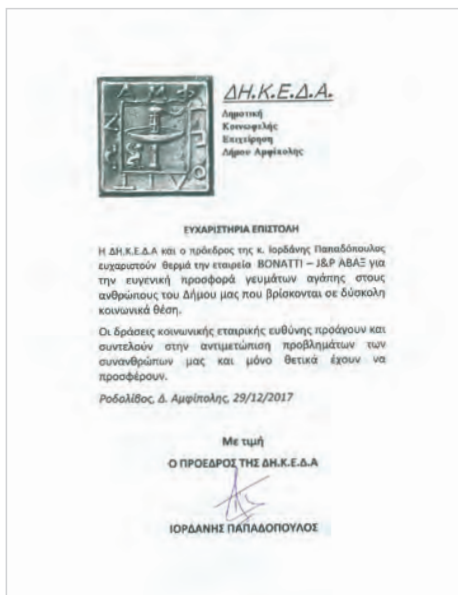 ΔΗ.Κ.Ε.Δ.Α.
Δημοτική
Κοινωφελής
Επιχείρηση
Δήμου Αμφίπολης
ΕΥΧΑΡΙΣΤΗΡΙΑ ΕΠΙΣΤΟΛΗ
Η ΔΗ.Κ.Ε.Δ.Α και ο πρόεδρος της κ. Ιορδάνης Παπαδόπουλος
ευχαριστούν θερμά την εταιρεία BONATTI – J&P ΑΒΑΞ για
την ευγενική προσφορά γευμάτων αγάπης στους
ανθρώπους του Δήμου μας που βρίσκονται σε δύσκολη
κοινωνικά θέση.
Οι δράσεις κοινωνικής εταιρικής ευθύνης προάγουν και
συντελούν στην αντιμετώπιση προβλημάτων των
συνανθρώπων μας και μόνο θετικά έχουν να
προσφέρουν.
Ροδολίβος, Δ. Αμφίπολης, 29/12/2017
Με τιμή
Ο ΠΡΟΕΔΡΟΣ ΤΗΣ ΔΗ.Κ.Ε.Δ.Α
ΙΟΡΔΑΝΗΣ ΠΑΠΑΔΟΠΟΥΛΟΣ